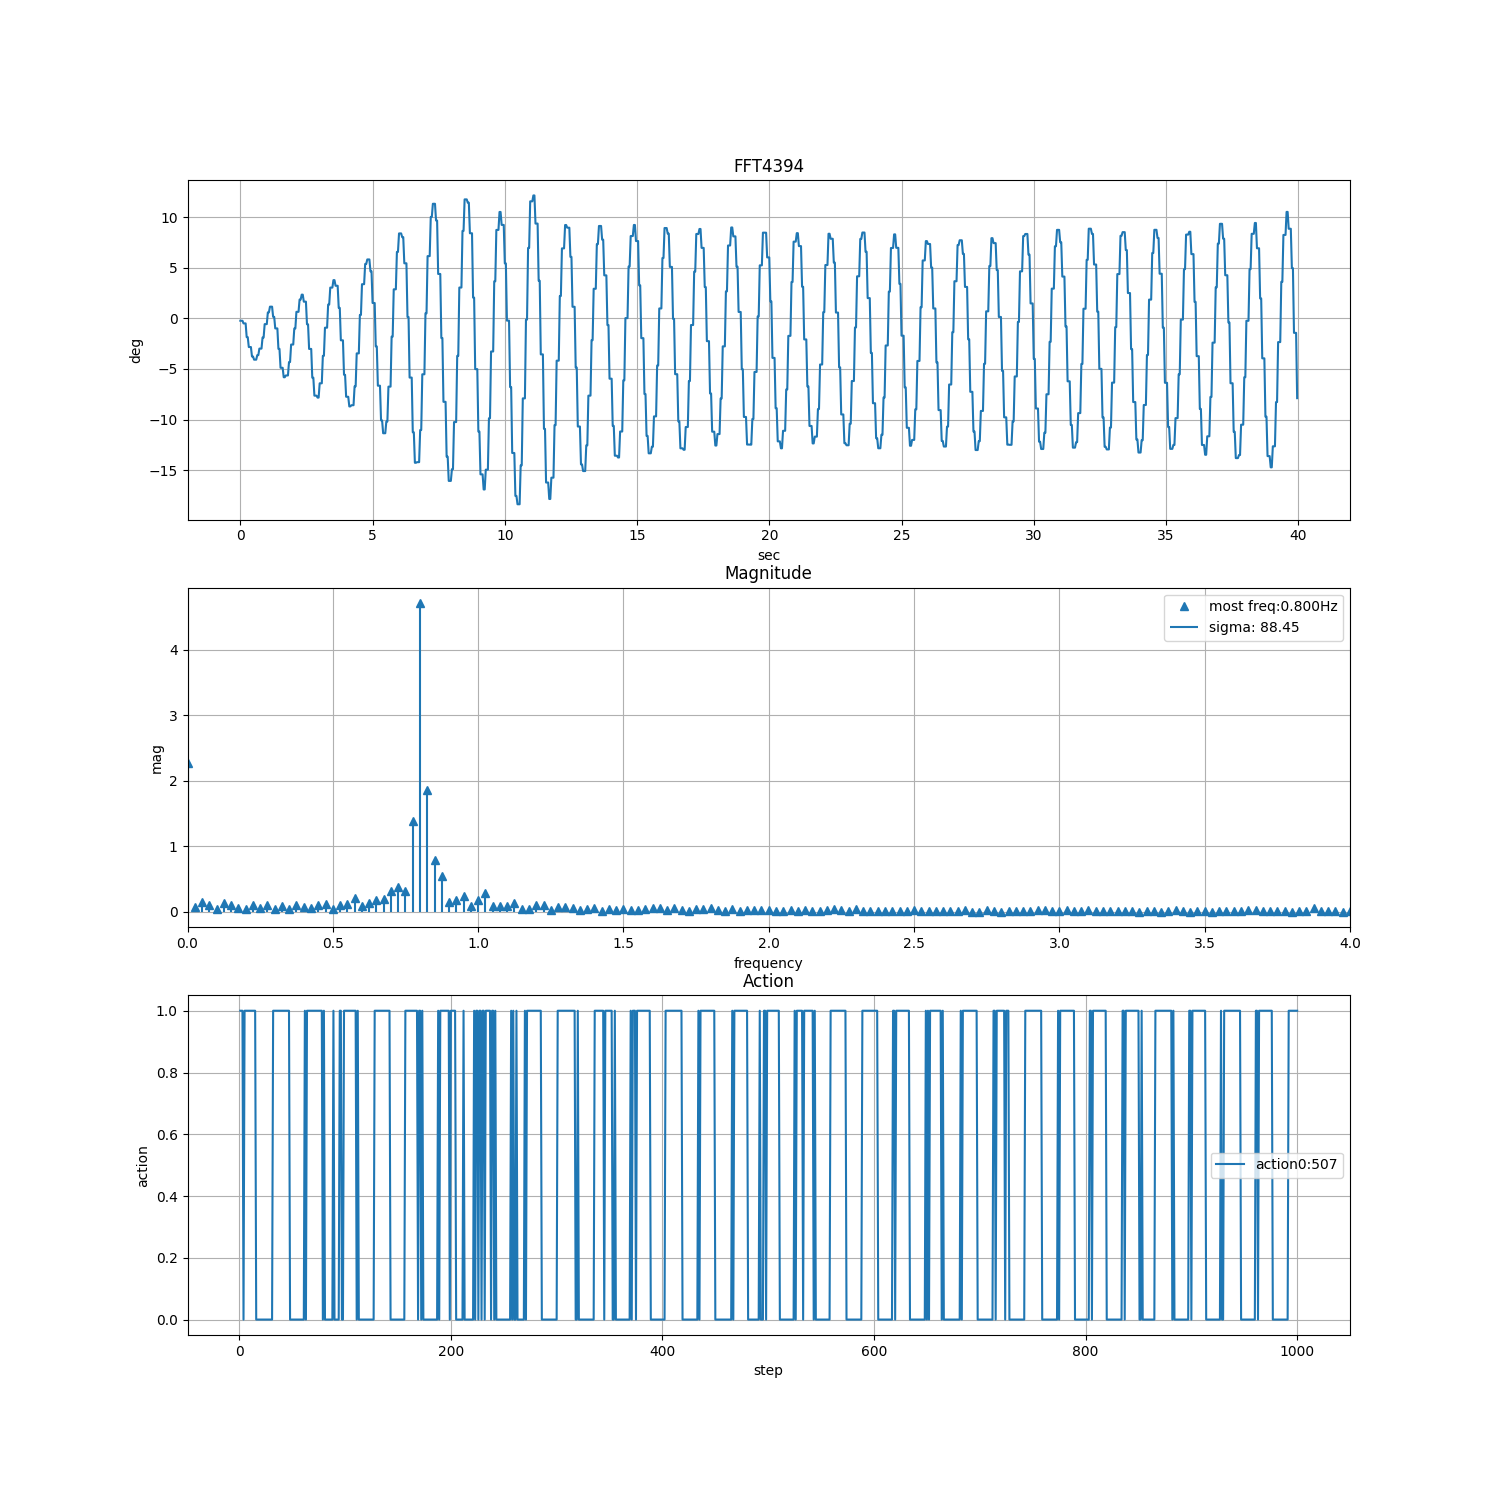 FFT4394
10
5
0
−5
−10
−15
deg
0 5 10 15 20 25 30 35 40
sec
Magnitude
most freq:0.800Hz
sigma: 88.45
4
3
2
1
0
mag
0.0 0.5 1.0 1.5 2.0 2.5 3.0 3.5 4.0
frequency
Action
1.0
0.8
0.6
0.4
0.2
0.0
action
action0:507
0 200 400 600 800 1000
step